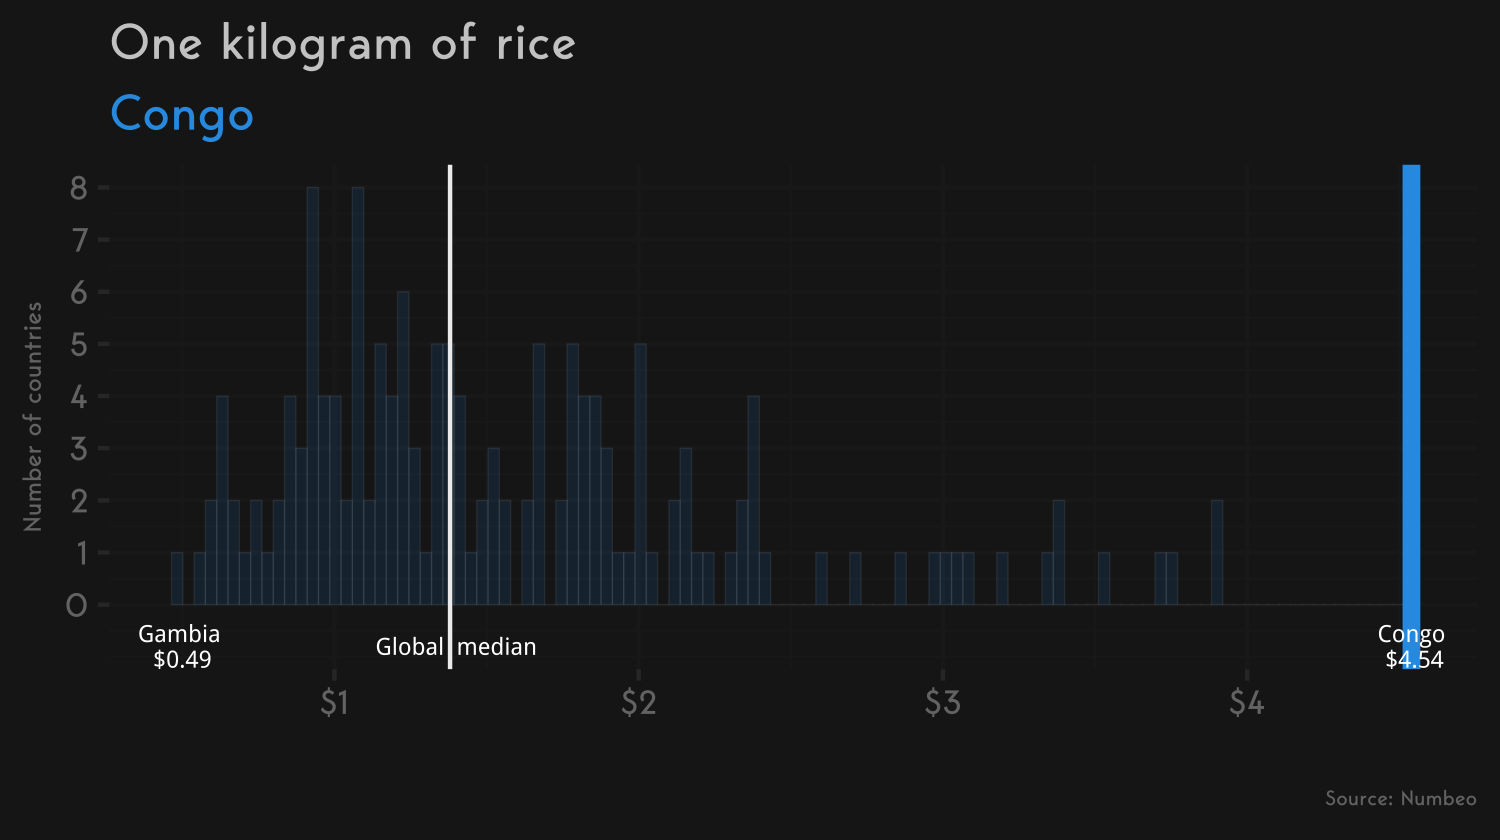 One kilogram of rice
Congo
Number of countries
8
7
6
5
4
3
2
1
0
Gambia
$0.49
Global median
Congo
$4.54
$1
$2
$3
$4
Source: Numbeo